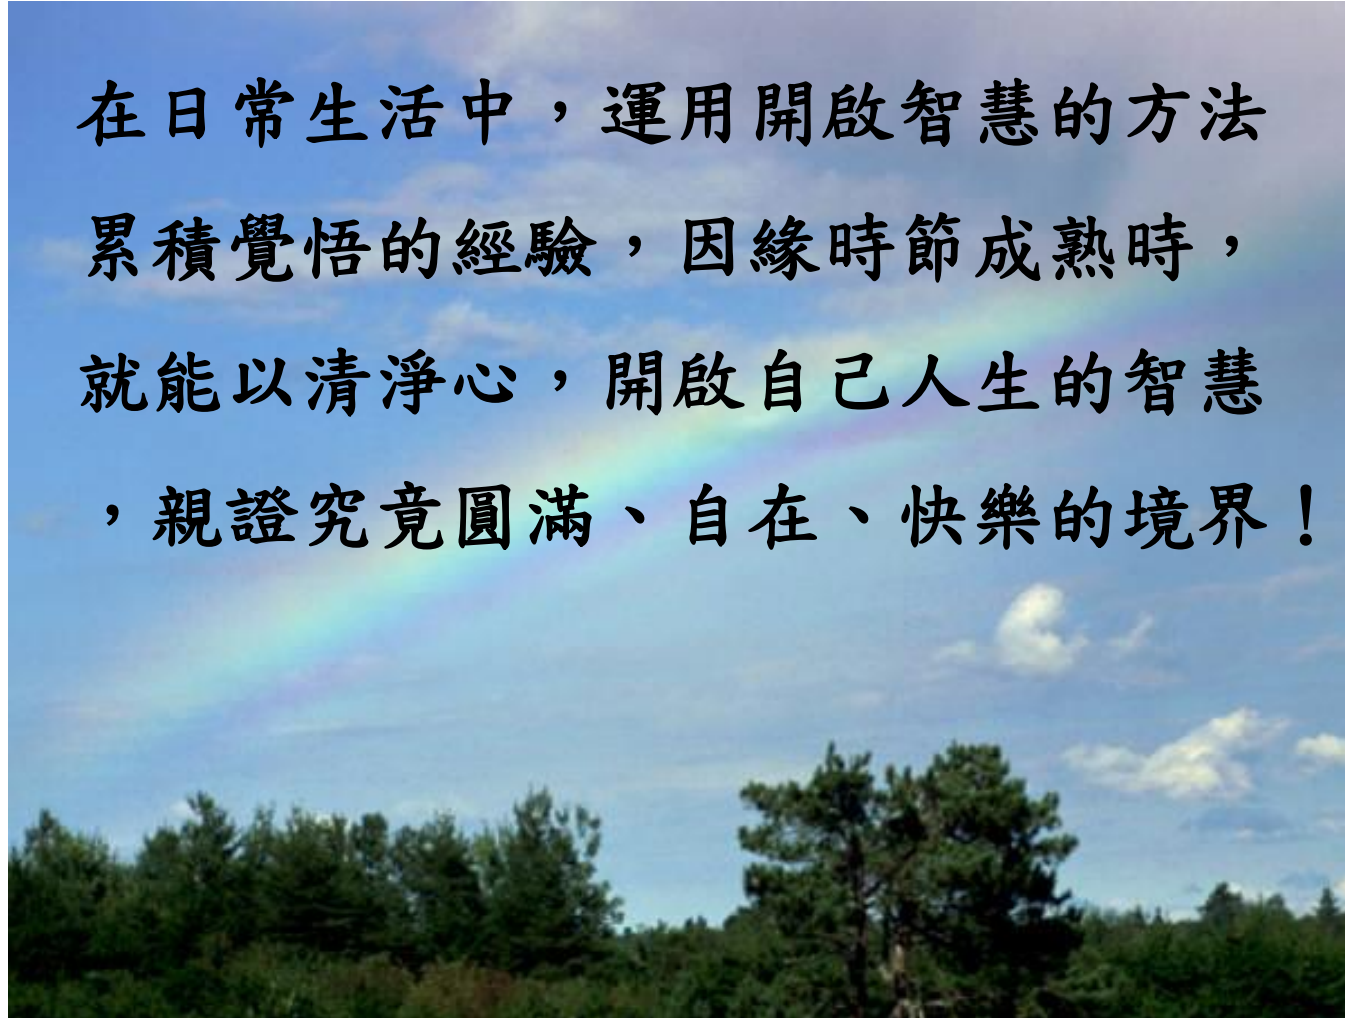 在日常生活中，運用開啟智慧的方法
累積覺悟的經驗，因緣時節成熟時，
就能以清淨心，開啟自己人生的智慧
，親證究竟圓滿、自在、快樂的境界！